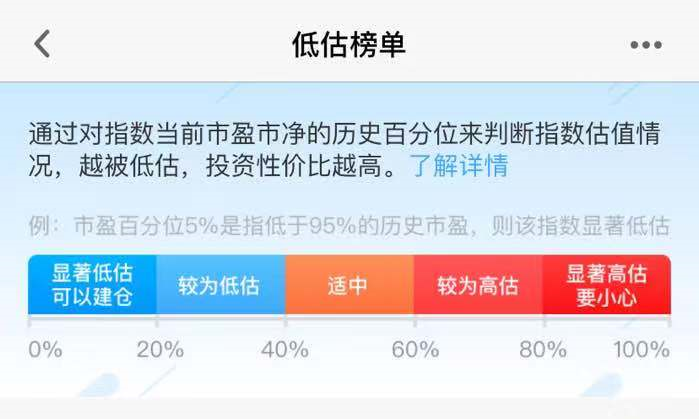 低估榜单
通过对指数当前市盈市净的历史百分位来判断指数估值情
况，越被低估，投资性价比越高。了解详情
例：市盈百分位5%是指低于95%的历史市盈，则该指数显著低估
显著低估
可以建仓
较为低估
适中
较为高估
显著高估
要小心
0%
20%
40%
60%
80%
100%